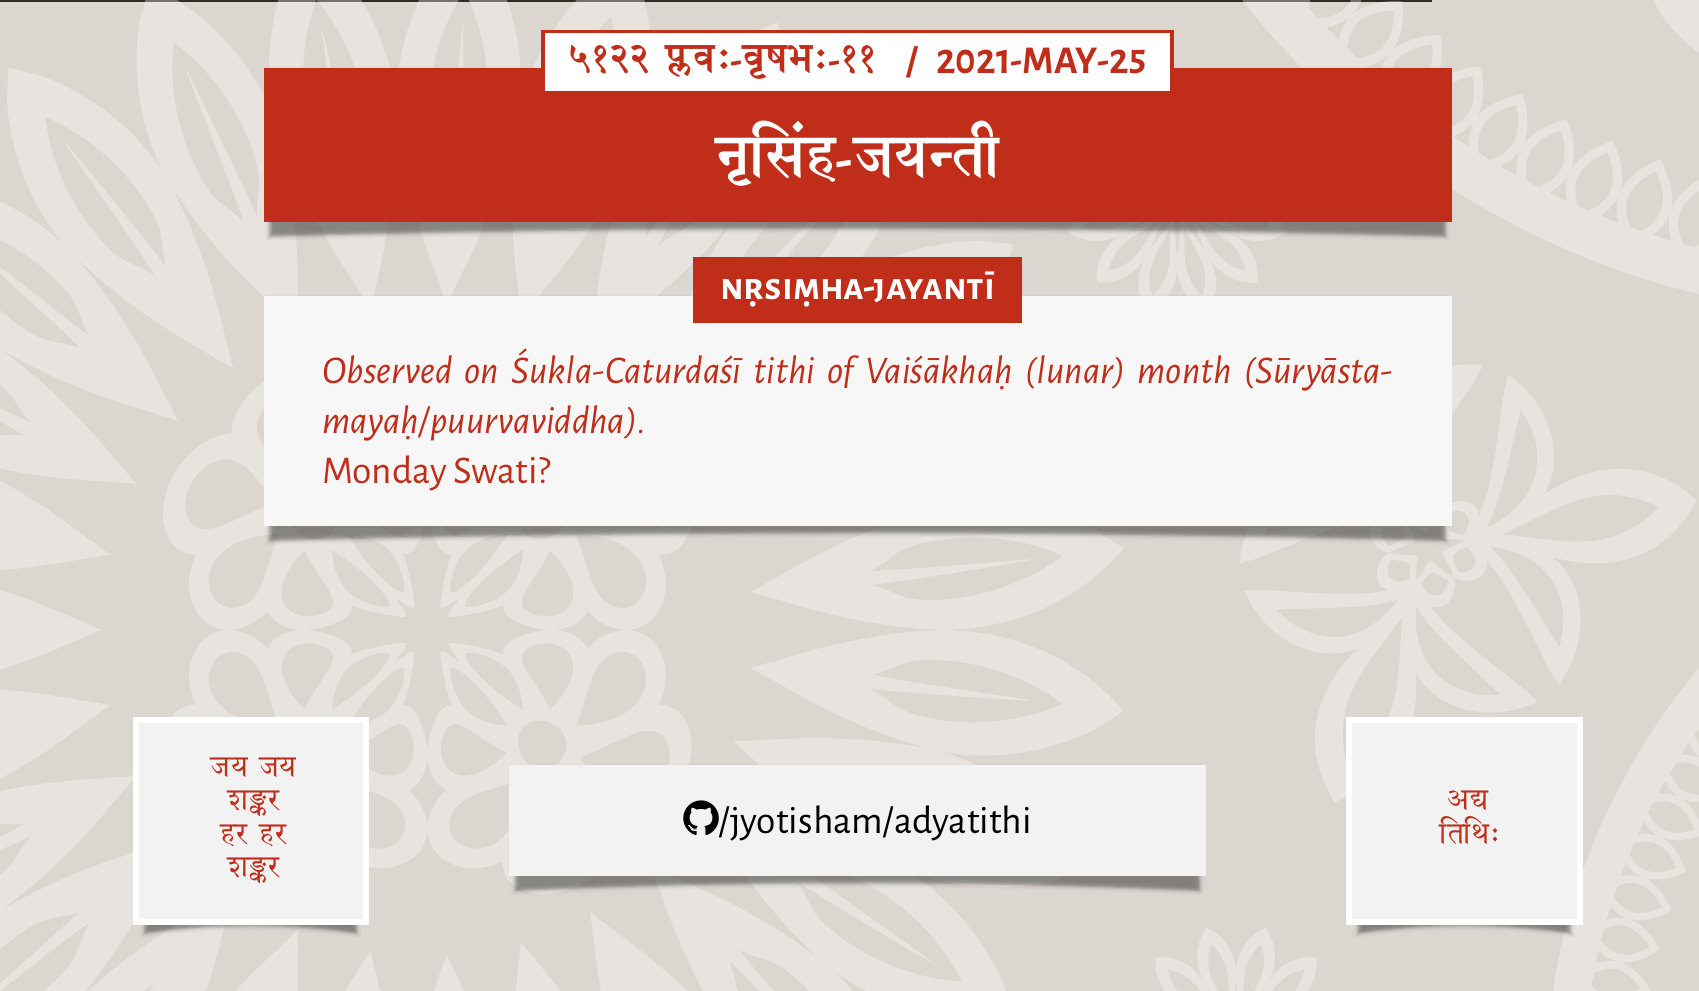 ५१२२ प्लवः-वृषभः-११ / 2021-MAY-25
नृसिंह-जयन्ती
NṚSIṂHA-JAYANTĪ
Observed on Śukla-Caturdaśī tithi of Vaiśākhaḥ (lunar) month (Sūryāsta-
mayaḥ/puurvaviddha).
Monday Swati?
जय जय
शङ्कर
हर हर
शङ्कर
/jyotisham/adyatithi
अद्य
तिथिः